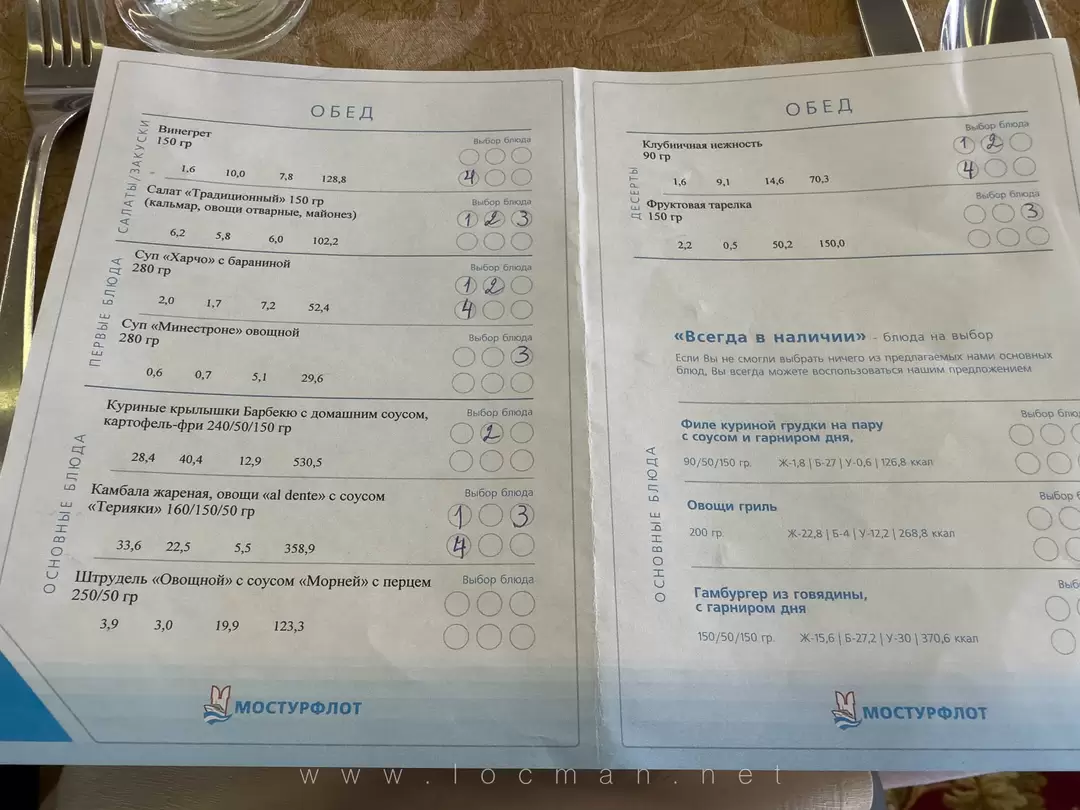 ОБЕД
САЛАТЫ/ЗАКУСКИ
Винегрет
150 гр
Выбор блюда
4
1,6 10,0 7,8 128,8
Салат «Традиционный» 150 гр
(кальмар, овощи отварные, майонез)
Выбор блюда
1 2 3
6,2 5,8 6,0 102,2
ПЕРВЫЕ БЛЮДА
Суп «Харчо» с бараниной
280 гр
Выбор блюда
1 2
4
2,0 1,7 7,2 52,4
Суп «Минестроне» овощной
280 гр
Выбор блюда
3
0,6 0,7 5,1 29,6
ОСНОВНЫЕ БЛЮДА
Куриные крылышки Барбекю с домашним соусом,
картофель-фри 240/50/150 гр
Выбор блюда
2
28,4 40,4 12,9 530,5
Камбала жареная, овощи «al dente» с соусом
«Терияки» 160/150/50 гр
Выбор блюда
1 3
4
33,6 22,5 5,5 358,9
Штрудель «Овощной» с соусом «Морней» с перцем
250/50 гр
Выбор блюда
3,9 3,0 19,9 123,3
МОСТУРФЛОТ
ОБЕД
ДЕСЕРТЫ
Клубничная нежность
90 гр
Выбор блюда
1 2
4
1,6 9,1 14,6 70,3
Фруктовая тарелка
150 гр
Выбор блюда
3
2,2 0,5 50,2 150,0
«Всегда в наличии» - блюда на выбор
Если Вы не смогли выбрать ничего из предлагаемых нами основных
блюд, Вы всегда можете воспользоваться нашим предложением
ОСНОВНЫЕ БЛЮДА
Филе куриной грудки на пару
с соусом и гарниром дня,
Выбор блюд
90/50/150 гр. Ж-1,8 | Б-27 | У-0,6 | 126,8 ккал
Овощи гриль
Выбор б
200 гр. Ж-22,8 | Б-4 | У-12,2 | 268,8 ккал
Гамбургер из говядины,
с гарниром дня
Выб
150/50/150 гр. Ж-15,6 | Б-27,2 | У-30 | 370,6 ккал
МОСТУРФЛОТ
www.locman.net